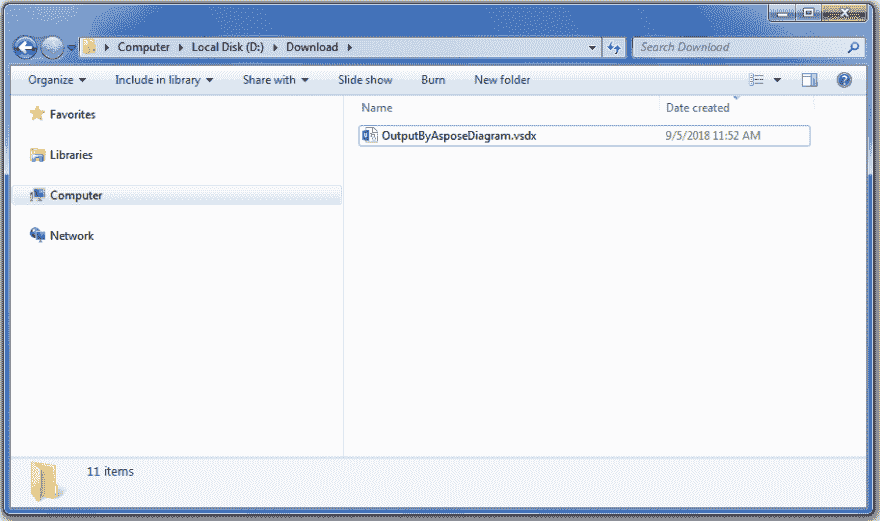 Computer Local Disk (D:) Download Search Download
Organize Include in library Share with Slide show Burn New folder
Favorites
Libraries
Computer
Network
Name Date created
OutputByAsposeDiagram.vsdx 9/5/2018 11:52 AM
11 items